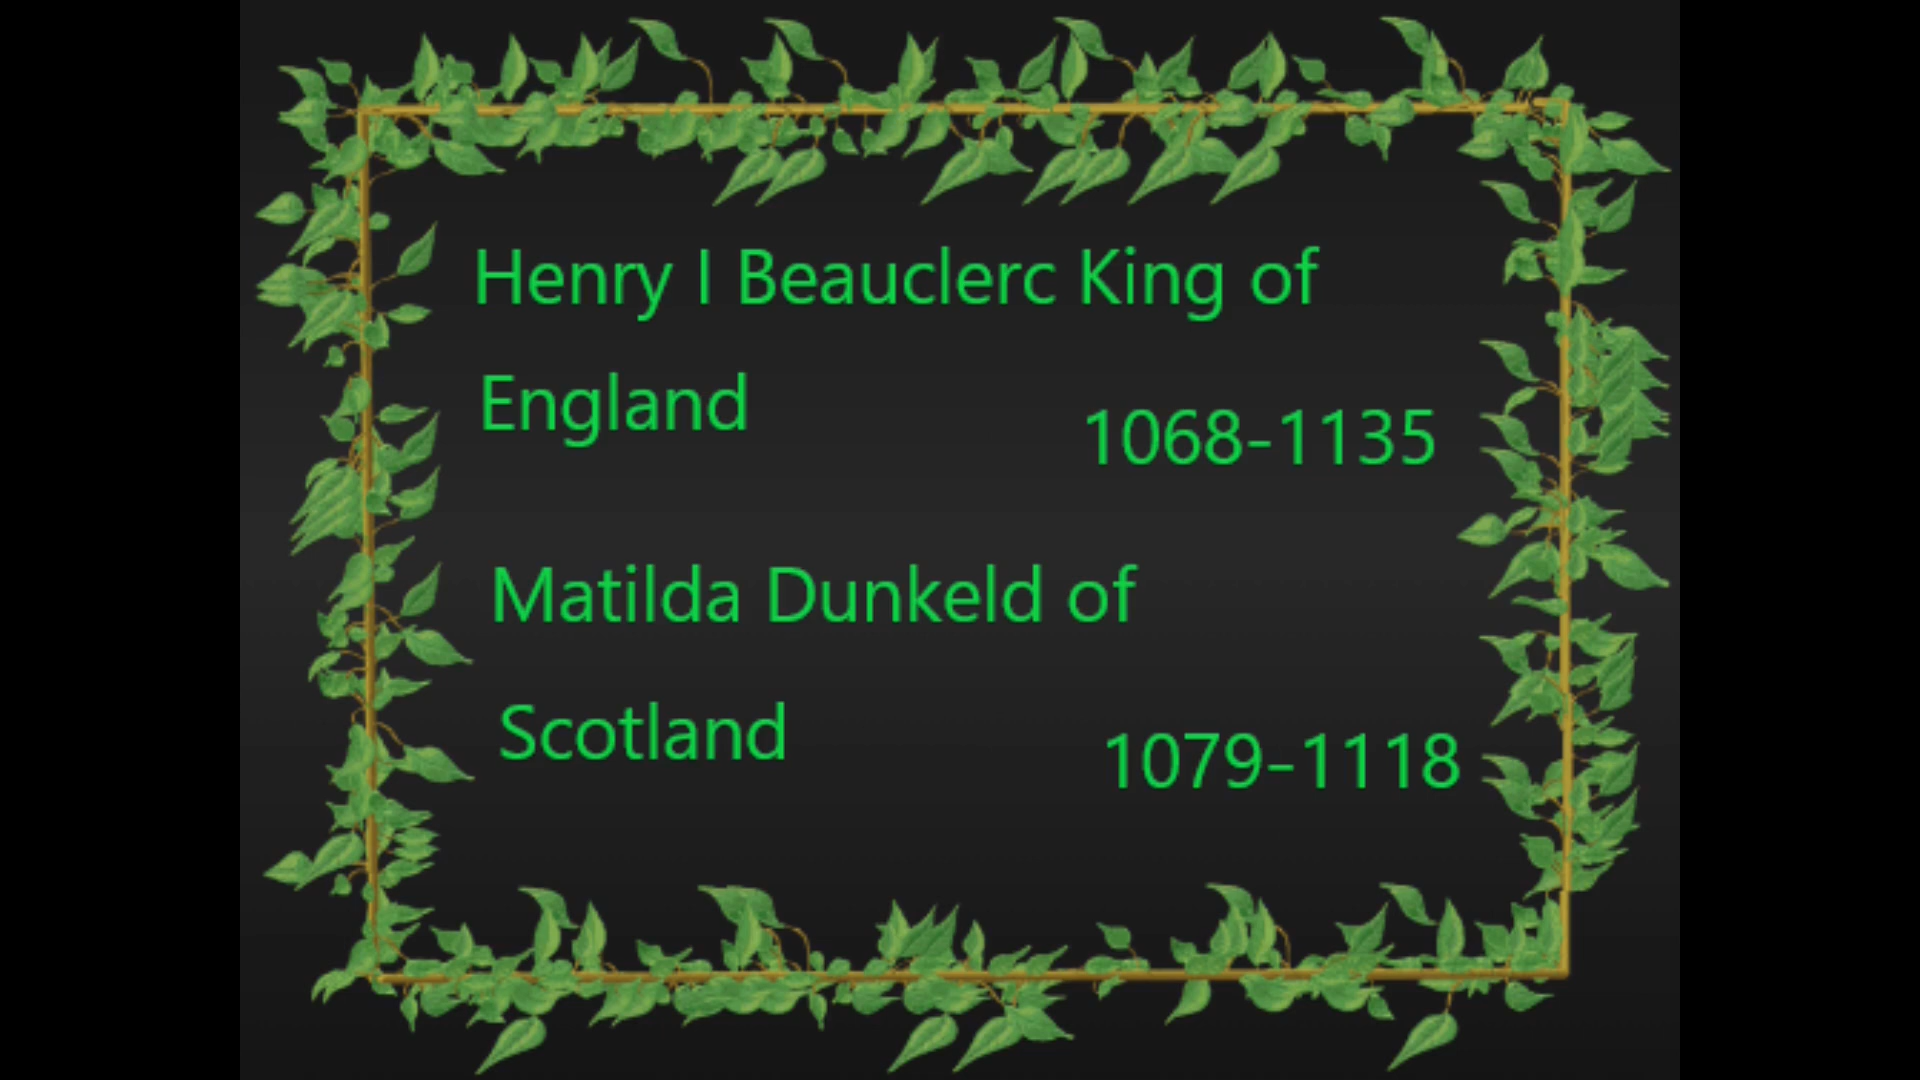 Henry I Beauclerc King of
England
1068-1135
Matilda Dunkeld of
Scotland
1079-1118